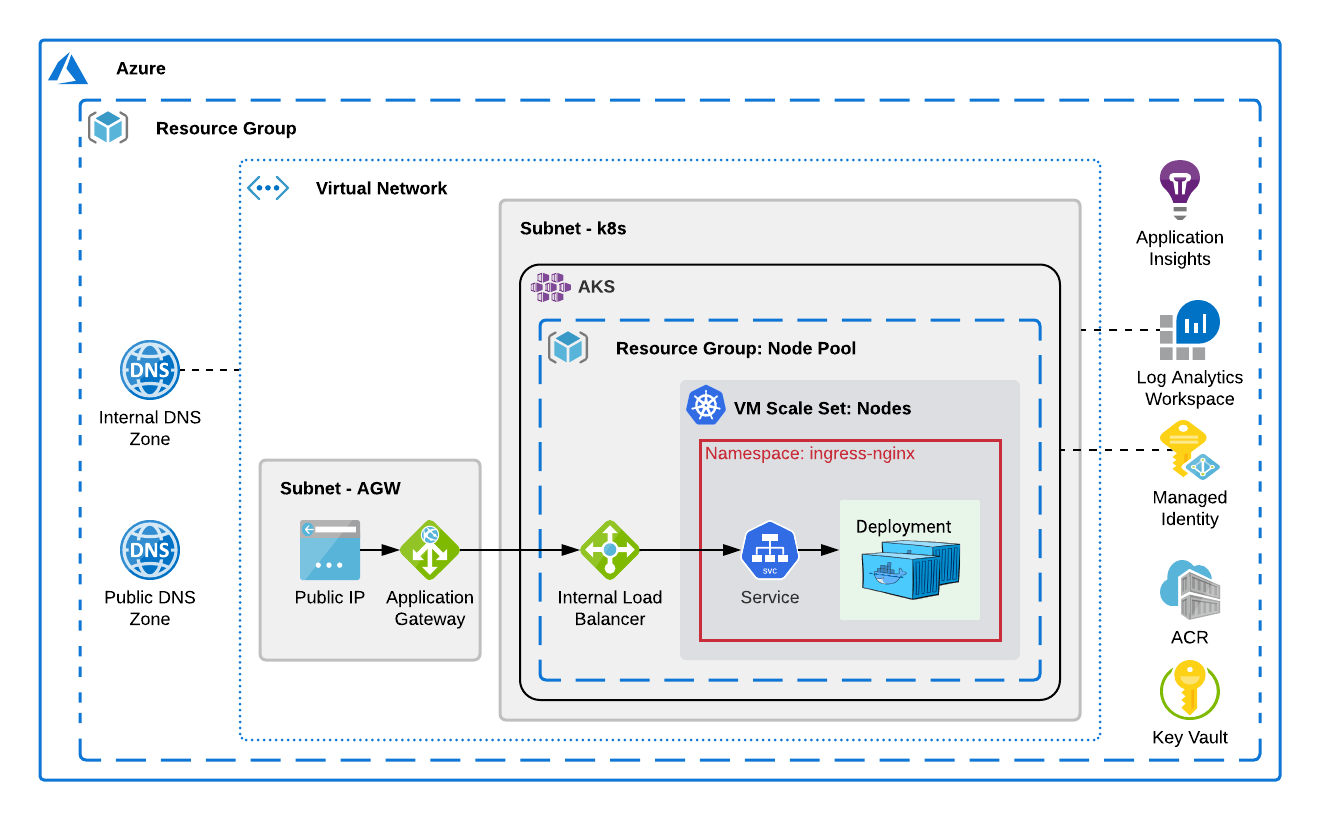 Azure
Resource Group
Virtual Network
Subnet - k8s
AKS
Resource Group: Node Pool
VM Scale Set: Nodes
Namespace: ingress-nginx
Deployment
svc
Service
Internal Load
Balancer
Subnet - AGW
Public IP
Application
Gateway
DNS
Internal DNS
Zone
DNS
Public DNS
Zone
Application
Insights
Log Analytics
Workspace
Managed
Identity
ACR
Key Vault